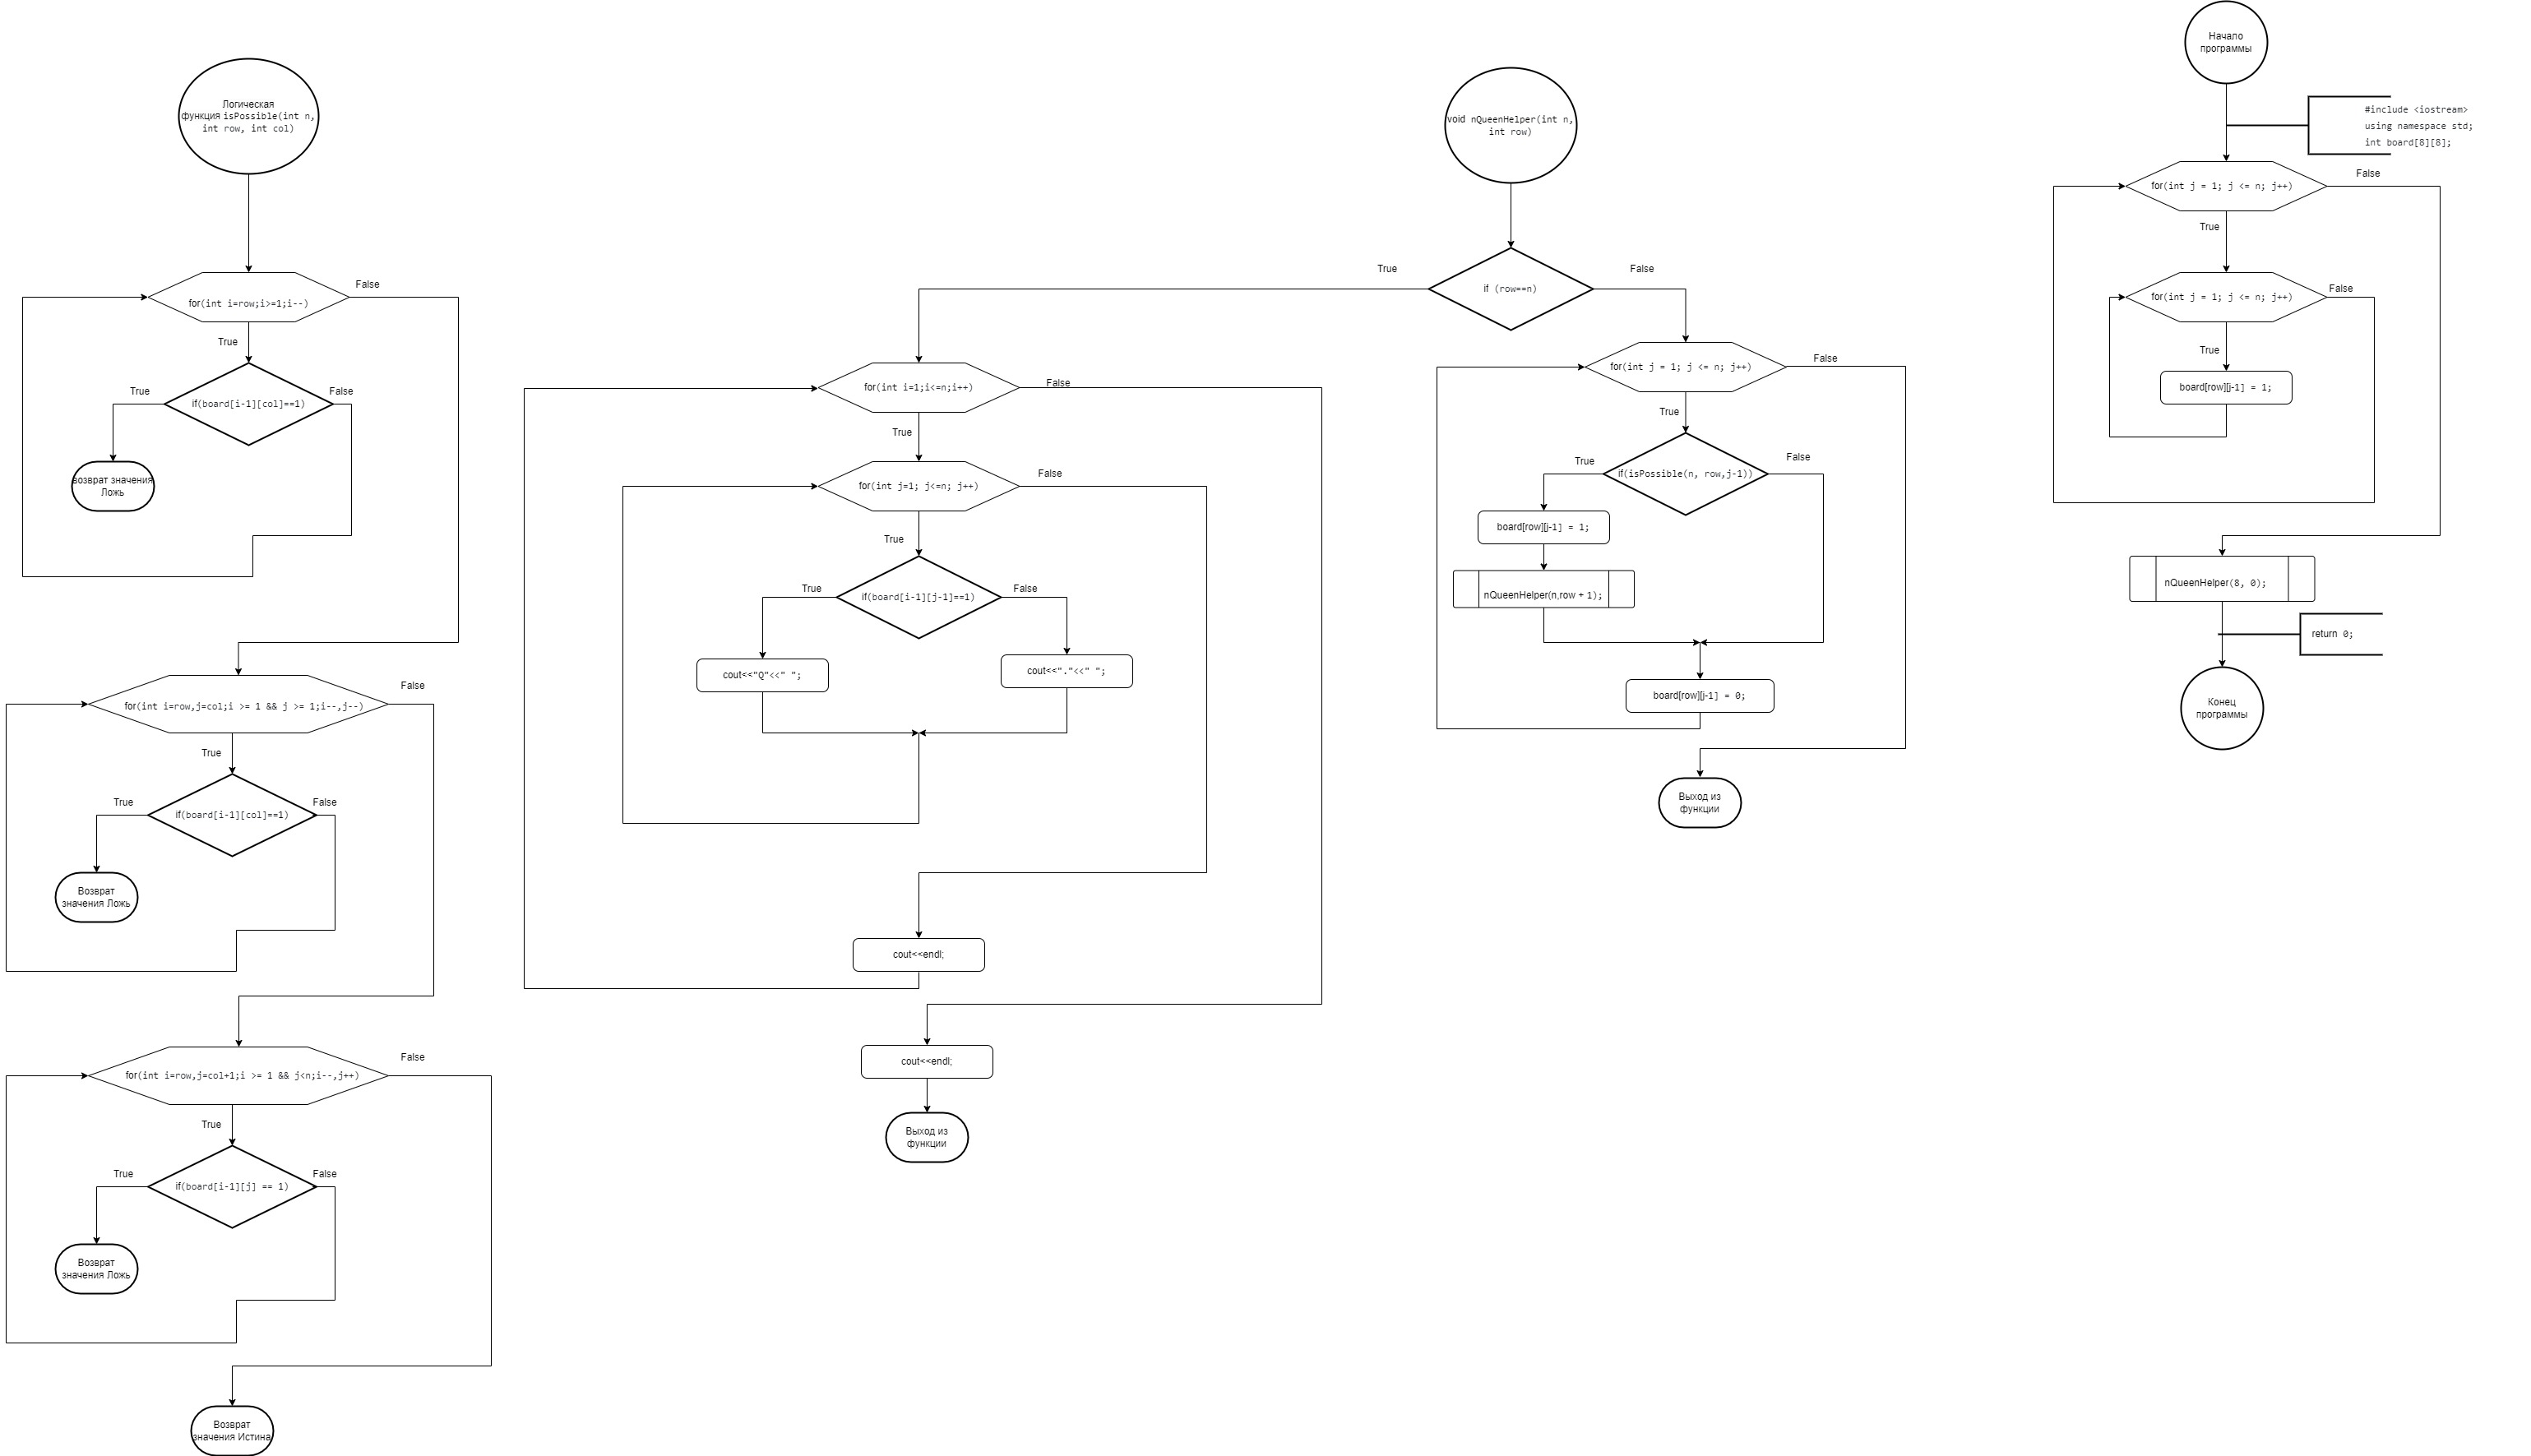 Логическая
функция isPossible(int n,
int row, int col)
for(int i=row;i>=1;i--)
False
True
if(board[i-1][col]==1)
True
False
возврат значения
Ложь
for(int i=row,j=col;i >= 1 && j >= 1;i--,j--)
False
True
if(board[i-1][col]==1)
True
False
Возврат
значения Ложь
for(int i=row,j=col+1;i >= 1 && j<n;i--,j++)
False
True
if(board[i-1][j] == 1)
True
False
Возврат
значения Ложь
Возврат
значения Истина
void nQueenHelper(int n,
int row)
if (row==n)
True
False
for(int i=1;i<=n;i++)
False
True
for(int j=1; j<=n; j++)
False
True
if(board[i-1][j-1]==1)
True
False
cout<<"Q"<<" ";
cout<<"."<<" ";
cout<<endl;
cout<<endl;
Выход из
функции
for(int j = 1; j <= n; j++)
False
True
if(isPossible(n, row,j-1))
True
False
board[row][j-1] = 1;
nQueenHelper(n,row + 1);
board[row][j-1] = 0;
Выход из
функции
Начало
программы
#include <iostream>
using namespace std;
int board[8][8];
for(int j = 1; j <= n; j++)
False
True
for(int j = 1; j <= n; j++)
False
True
board[row][j-1] = 1;
nQueenHelper(8, 0);
return 0;
Конец
программы